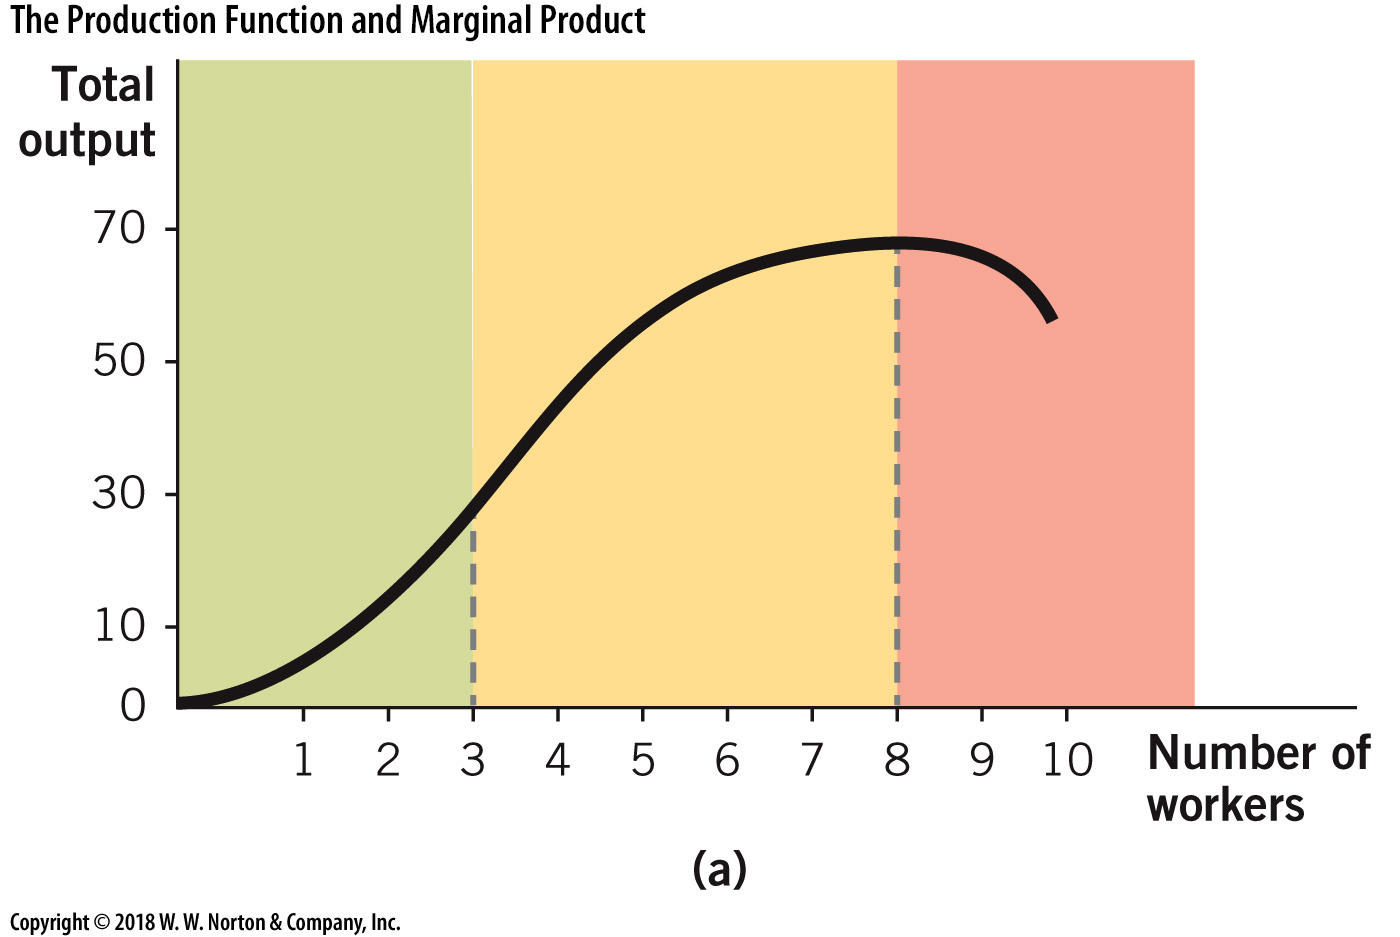 The Production Function and Marginal Product
Total
output
70
50
30
10
0
1 2 3 4 5 6 7 8 9 10
Number of
workers
(a)
Copyright © 2018 W. W. Norton & Company, Inc.